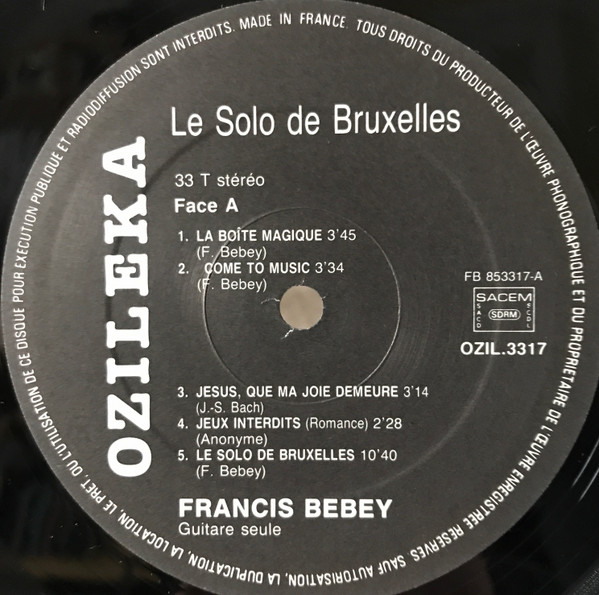 MADE IN FRANCE. TOUS DROITS DU PRODUCTEUR DE L'ŒUVRE PHONOGRAPHIQUE ET DU PROPRIETAIRE DE L'ŒUVRE ENREGISTREE RESERVES SAUF AUTORISATION, LA DUPLICATION, LA LOCATION, LE PRET, OU L'UTILISATION DE CE DISQUE POUR EXECUTION PUBLIQUE ET RADIODIFFUSION SONT INTERDITS.
OZILEKA
Le Solo de Bruxelles
33 T stéréo
Face A
1. LA BOÎTE MAGIQUE 3'45
(F. Bebey)
2. COME TO MUSIC 3'34
(F. Bebey)
FB 853317-A
SACEM
SACD SDRM SCDL
OZIL.3317
3. JESUS, QUE MA JOIE DEMEURE 3'14
(J.-S. Bach)
4. JEUX INTERDITS (Romance) 2'28
(Anonyme)
5. LE SOLO DE BRUXELLES 10'40
(F. Bebey)
FRANCIS BEBEY
Guitare seule